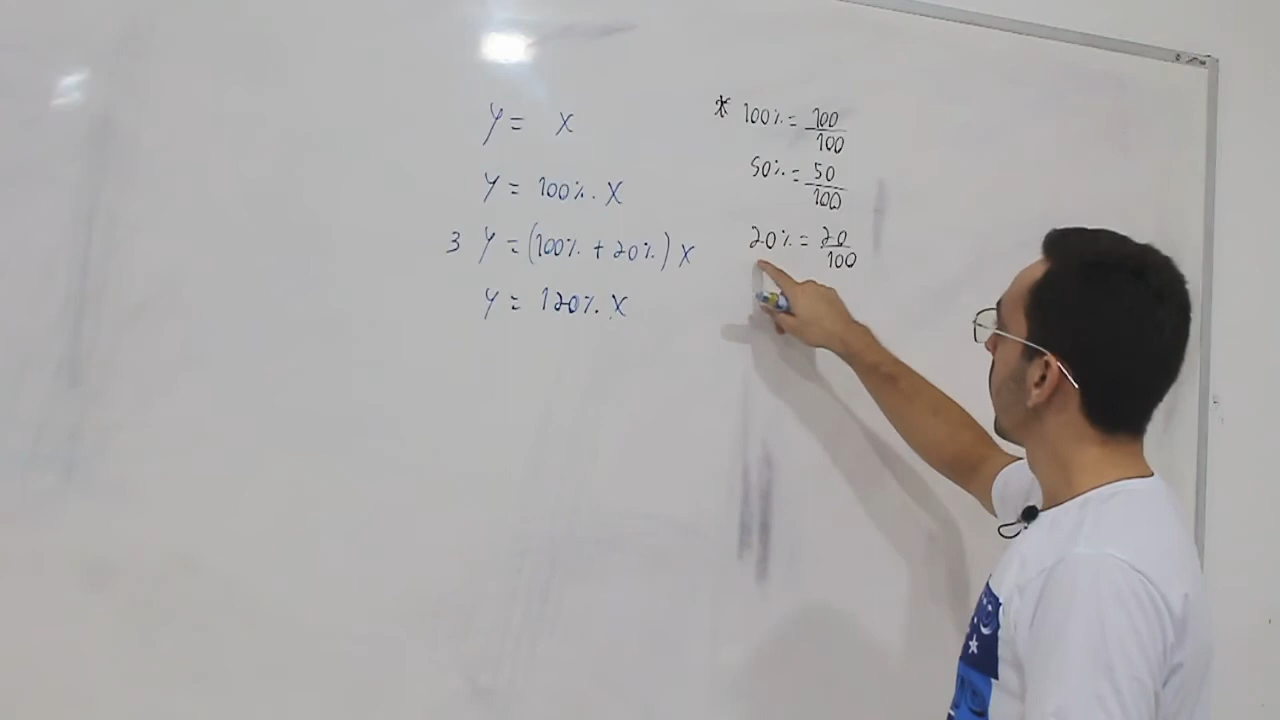 y = x
y = 100%. x
3 y = (100% + 20%) x
y = 120%. x
* 100% = 100/100
50% = 50/100
20% = 20/100